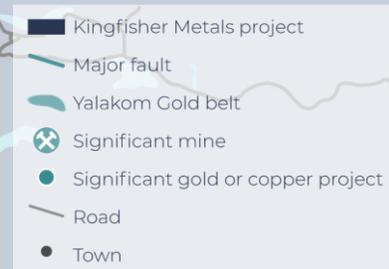 Kingfisher Metals project
Major fault
Yalakom Gold belt
Significant mine
Significant gold or copper project
Road
Town